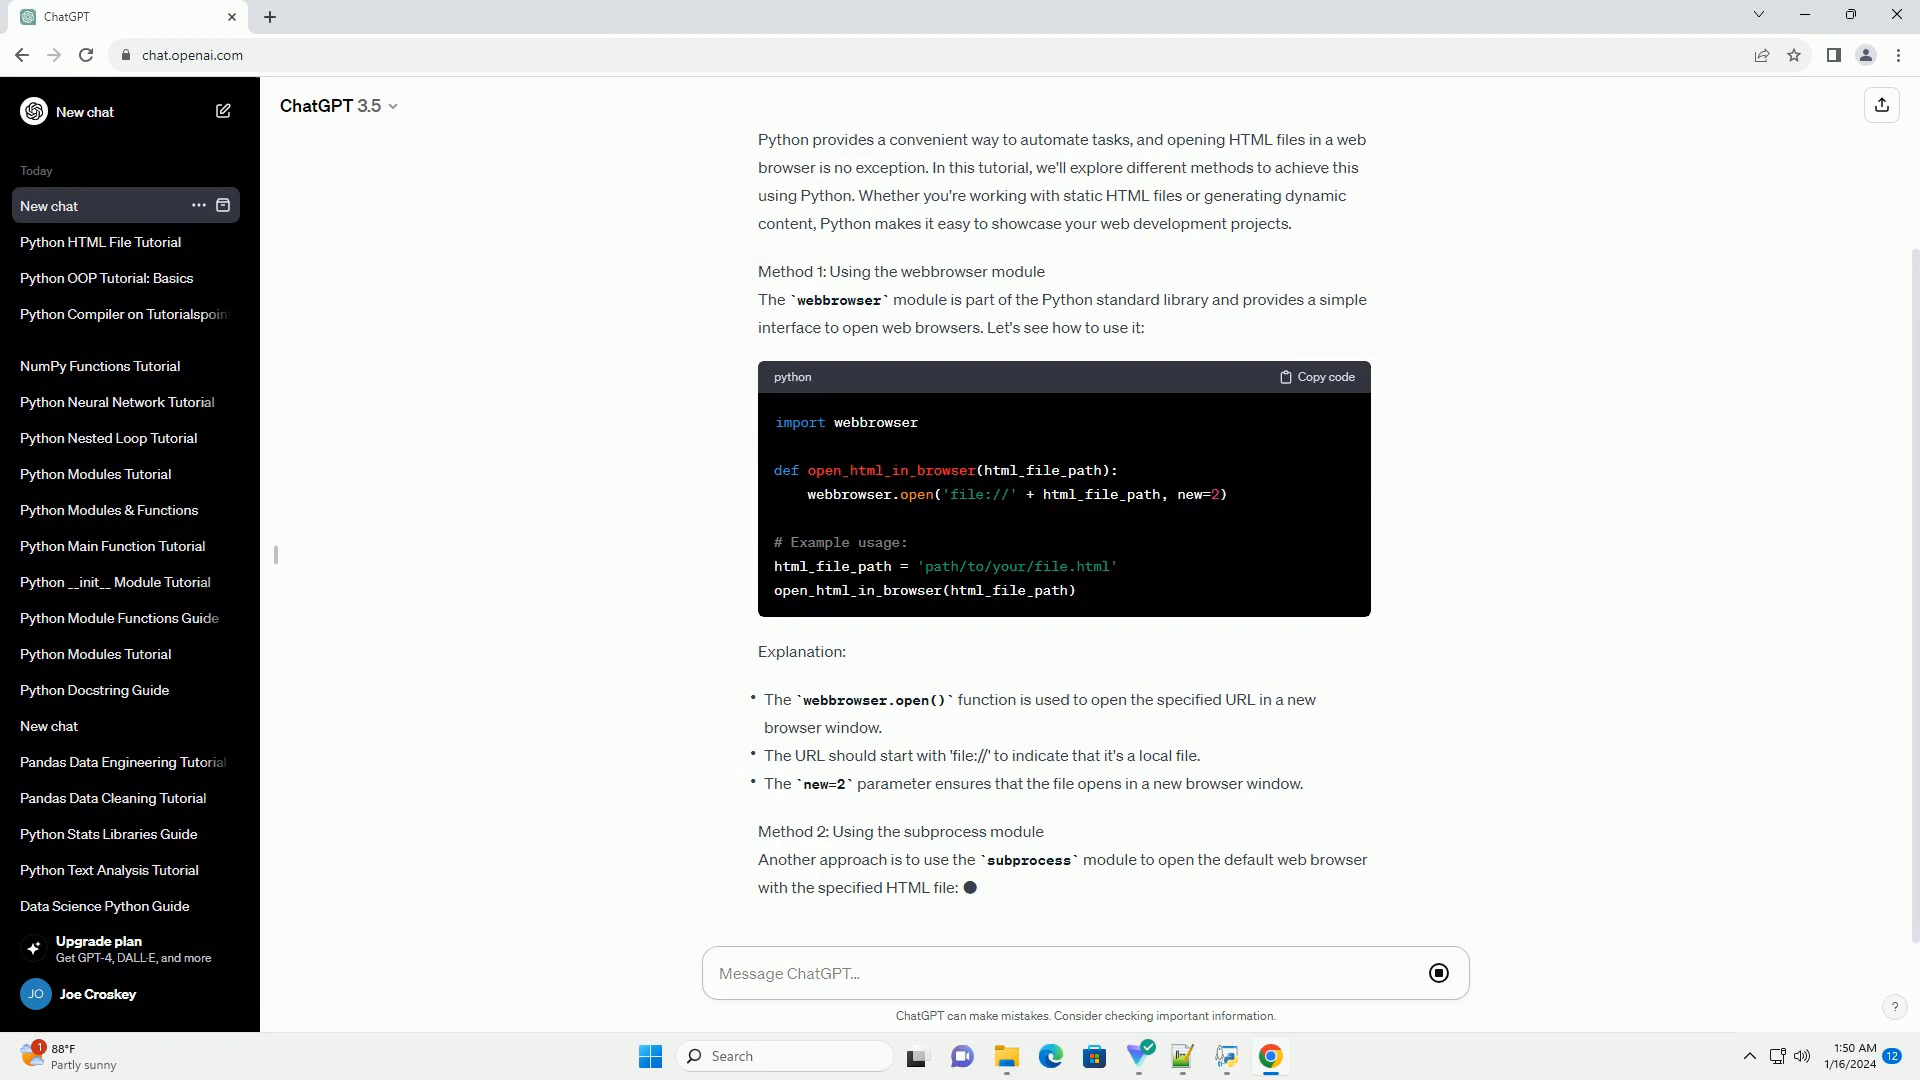 ChatGPT
chat.openai.com
New chat
ChatGPT 3.5
Today
New chat
Python HTML File Tutorial
Python OOP Tutorial: Basics
Python Compiler on Tutorialspoin
NumPy Functions Tutorial
Python Neural Network Tutorial
Python Nested Loop Tutorial
Python Modules Tutorial
Python Modules & Functions
Python Main Function Tutorial
Python __init__ Module Tutorial
Python Module Functions Guide
Python Modules Tutorial
Python Docstring Guide
New chat
Pandas Data Engineering Tutorial
Pandas Data Cleaning Tutorial
Python Stats Libraries Guide
Python Text Analysis Tutorial
Data Science Python Guide
Upgrade plan
Get GPT-4, DALL·E, and more
JO Joe Croskey
Python provides a convenient way to automate tasks, and opening HTML files in a web
browser is no exception. In this tutorial, we'll explore different methods to achieve this
using Python. Whether you're working with static HTML files or generating dynamic
content, Python makes it easy to showcase your web development projects.
Method 1: Using the webbrowser module
The `webbrowser` module is part of the Python standard library and provides a simple
interface to open web browsers. Let's see how to use it:
python Copy code
import webbrowser
def open_html_in_browser(html_file_path):
webbrowser.open('file://' + html_file_path, new=2)
# Example usage:
html_file_path = 'path/to/your/file.html'
open_html_in_browser(html_file_path)
Explanation:
• The `webbrowser.open()` function is used to open the specified URL in a new
browser window.
• The URL should start with 'file://' to indicate that it's a local file.
• The `new=2` parameter ensures that the file opens in a new browser window.
Method 2: Using the subprocess module
Another approach is to use the `subprocess` module to open the default web browser
with the specified HTML file:
Message ChatGPT...
ChatGPT can make mistakes. Consider checking important information.
?
1
88°F
Partly sunny
Search
1:50 AM
1/16/2024
12